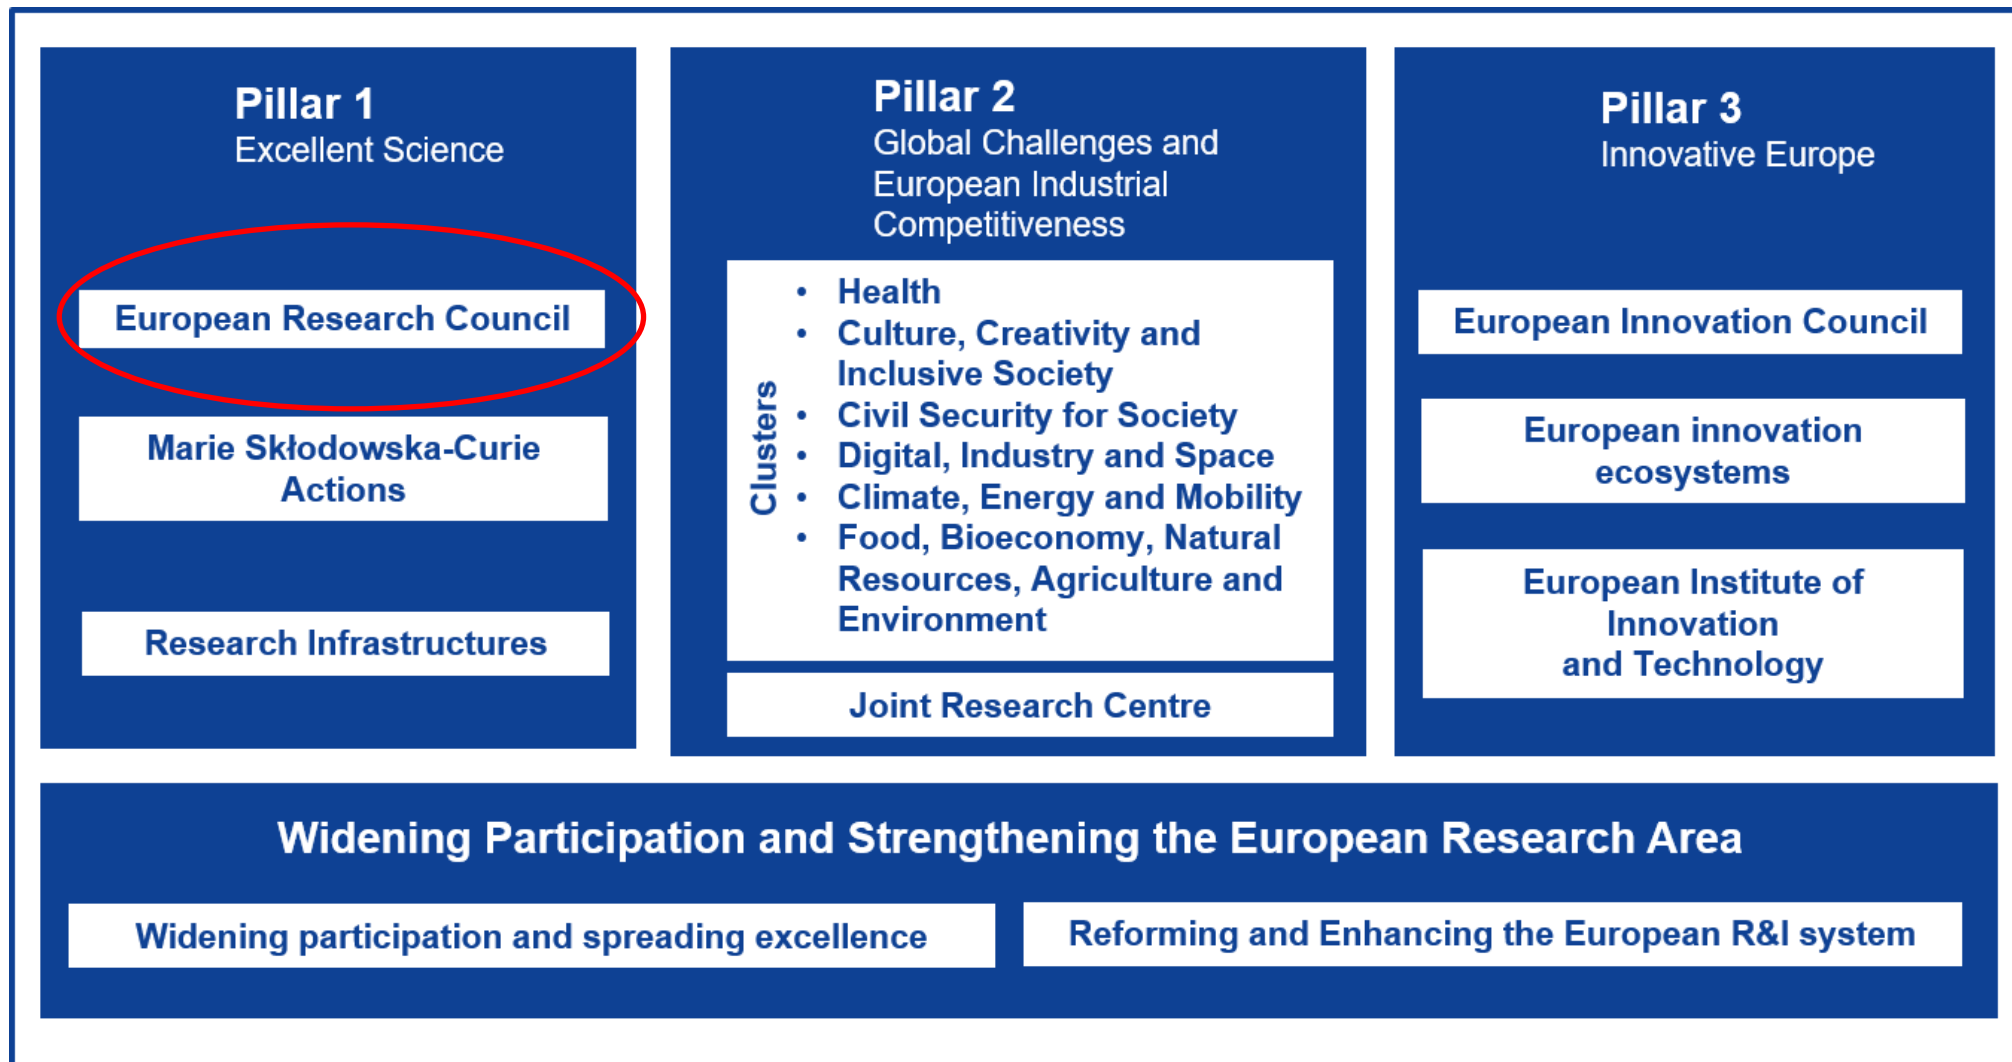 Pillar 1
Excellent Science
European Research Council
Marie Skłodowska-Curie
Actions
Research Infrastructures
Pillar 2
Global Challenges and
European Industrial
Competitiveness
Clusters
• Health
• Culture, Creativity and
Inclusive Society
• Civil Security for Society
• Digital, Industry and Space
• Climate, Energy and Mobility
• Food, Bioeconomy, Natural
Resources, Agriculture and
Environment
Joint Research Centre
Pillar 3
Innovative Europe
European Innovation Council
European innovation
ecosystems
European Institute of
Innovation
and Technology
Widening Participation and Strengthening the European Research Area
Widening participation and spreading excellence
Reforming and Enhancing the European R&I system